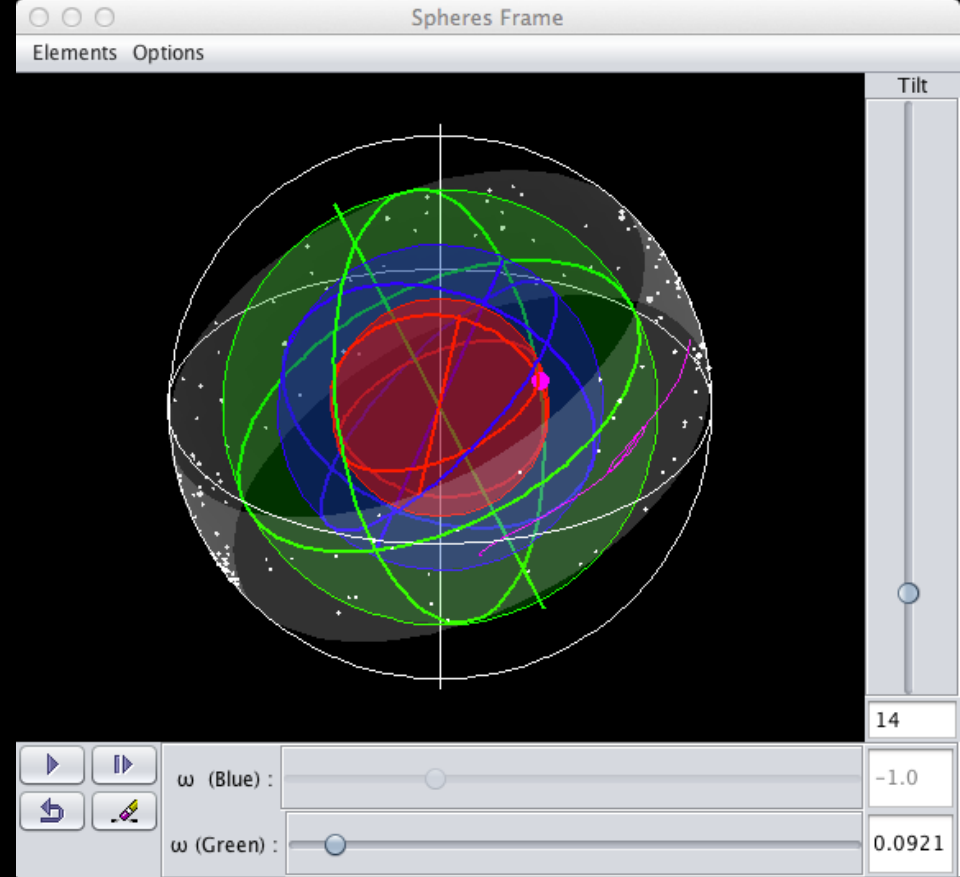 Spheres Frame
Elements Options
Tilt
14
ω (Blue) :
-1.0
ω (Green) :
0.0921